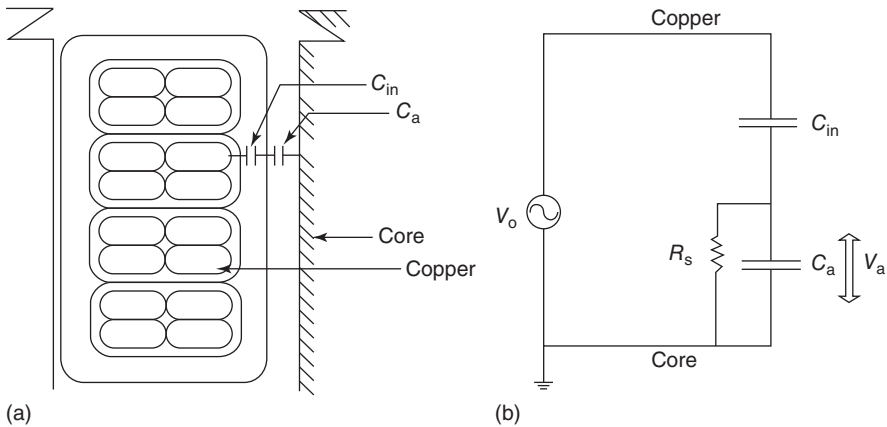 C_in
C_a
Core
Copper
(a)
Copper
C_in
V_o
R_s
C_a
V_a
Core
(b)